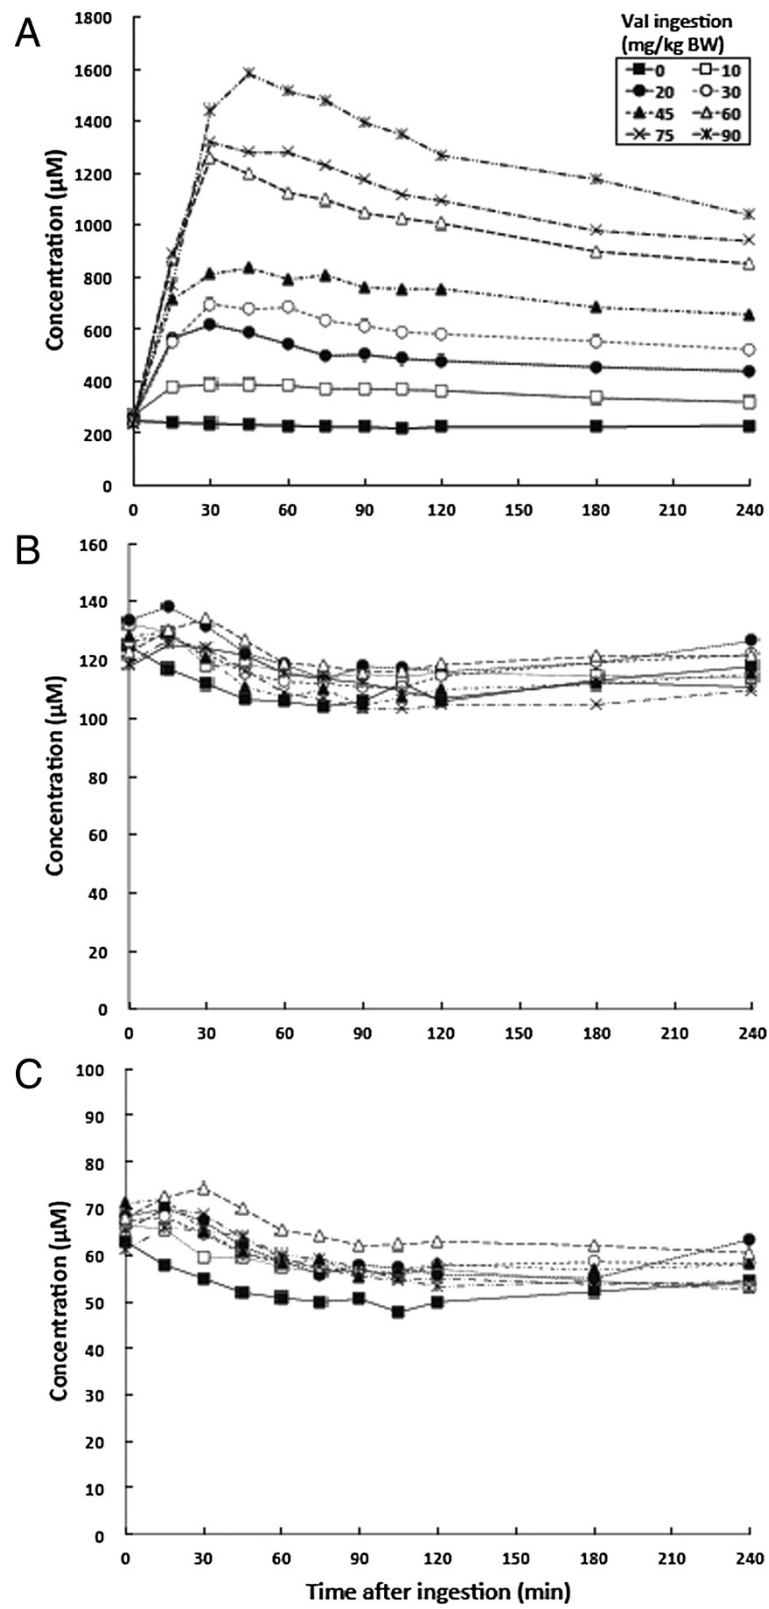 A
1800
1600
1400
1200
1000
800
600
400
200
0
Concentration (μM)
Val ingestion
(mg/kg BW)
0 10
20 30
45 60
75 90
0 30 60 90 120 150 180 210 240
B
160
140
120
100
80
60
40
20
0
Concentration (μM)
0 30 60 90 120 150 180 210 240
C
100
90
80
70
60
50
40
30
20
10
0
Concentration (μM)
0 30 60 90 120 150 180 210 240
Time after ingestion (min)